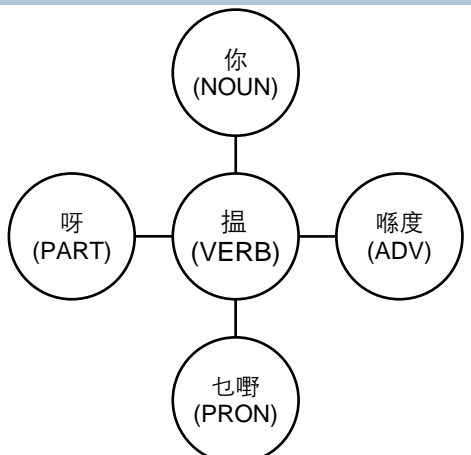 你
(NOUN)
呀
(PART)
揾
(VERB)
喺度
(ADV)
乜嘢
(PRON)